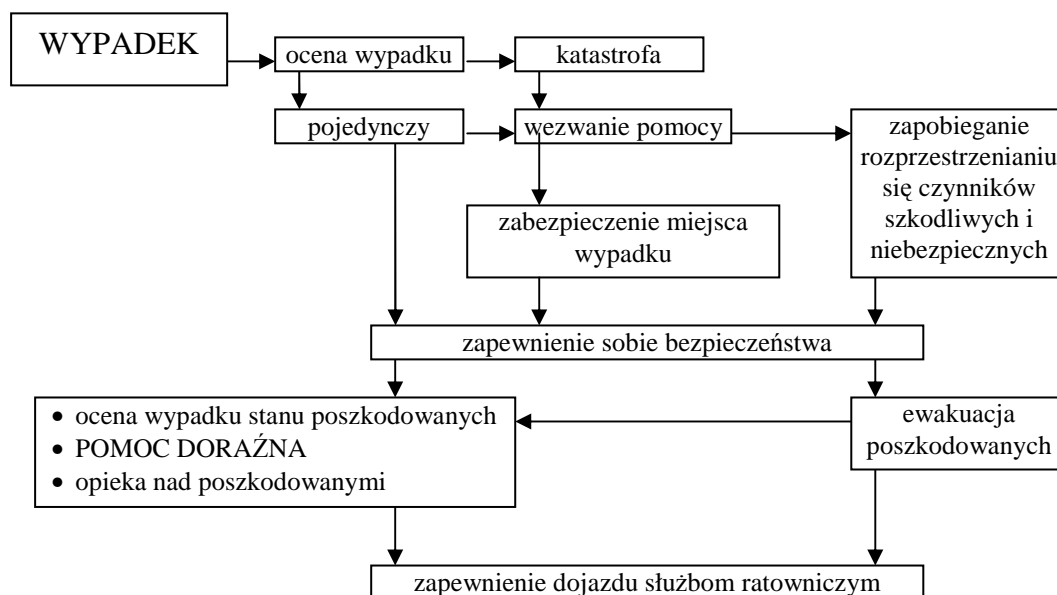 WYPADEK
ocena wypadku
katastrofa
pojedynczy
wezwanie pomocy
zapobieganie
rozprzestrzenianiu
się czynników
szkodliwych i
niebezpiecznych
zabezpieczenie miejsca
wypadku
zapewnienie sobie bezpieczeństwa
• ocena wypadku stanu poszkodowanych
• POMOC DORAŹNA
• opieka nad poszkodowanymi
ewakuacja
poszkodowanych
zapewnienie dojazdu służbom ratowniczym